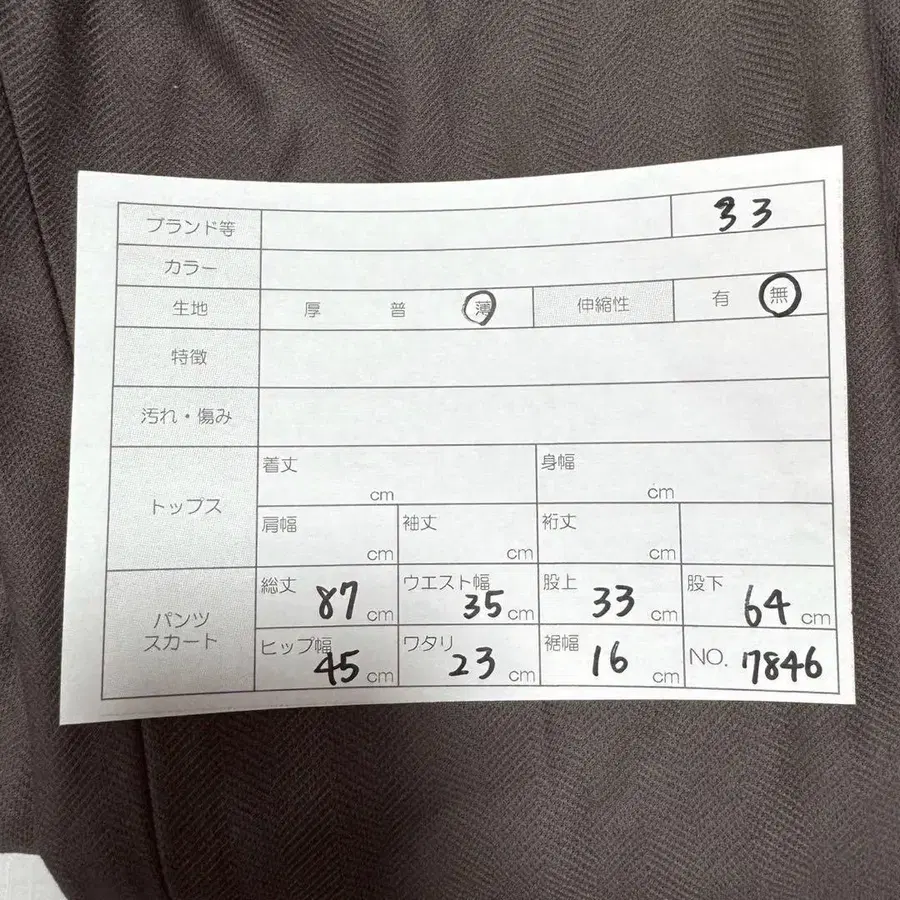 ブランド等 33
カラー
生地 厚 普 薄 伸縮性 有 無
特徴
汚れ・傷み
トップス 着丈 cm 身幅 cm
肩幅 cm 袖丈 cm 裄丈 cm
パンツ スカート 総丈 87 cm ウエスト幅 35 cm 股上 33 cm 股下 64 cm
ヒップ幅 45 cm ワタリ 23 cm 裾幅 16 cm NO. 7846